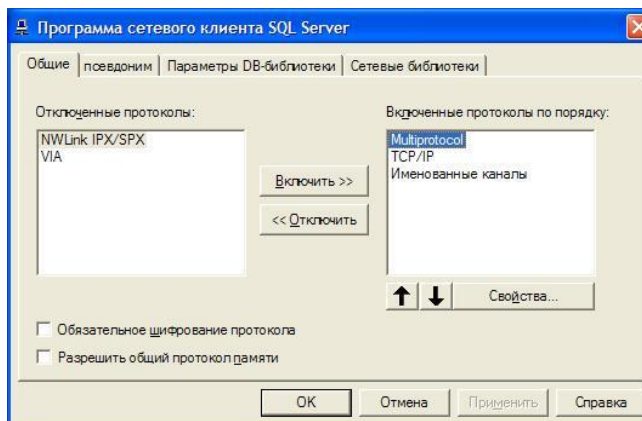 Программа сетевого клиента SQL Server
Общие псевдоним Параметры DB-библиотеки Сетевые библиотеки
Отключенные протоколы:
NWLink IPX/SPX
VIA
Включить >>
<< Отключить
Включенные протоколы по порядку:
Multiprotocol
TCP/IP
Именованные каналы
Свойства...
Обязательное шифрование протокола
Разрешить общий протокол памяти
OK Отмена Применить Справка